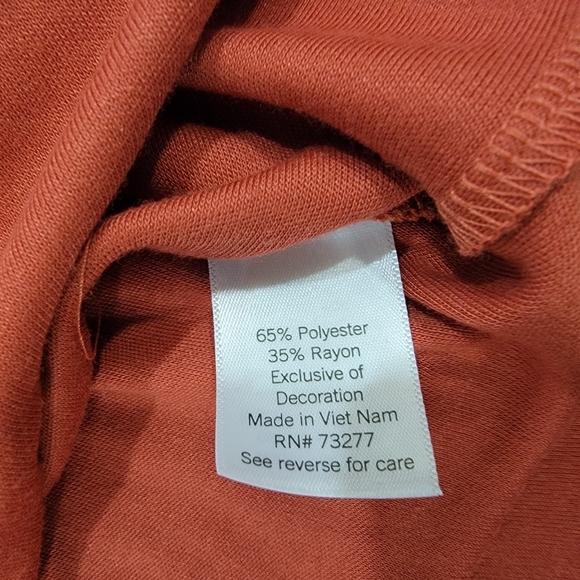 65% Polyester
35% Rayon
Exclusive of
Decoration
Made in Viet Nam
RN# 73277
See reverse for care